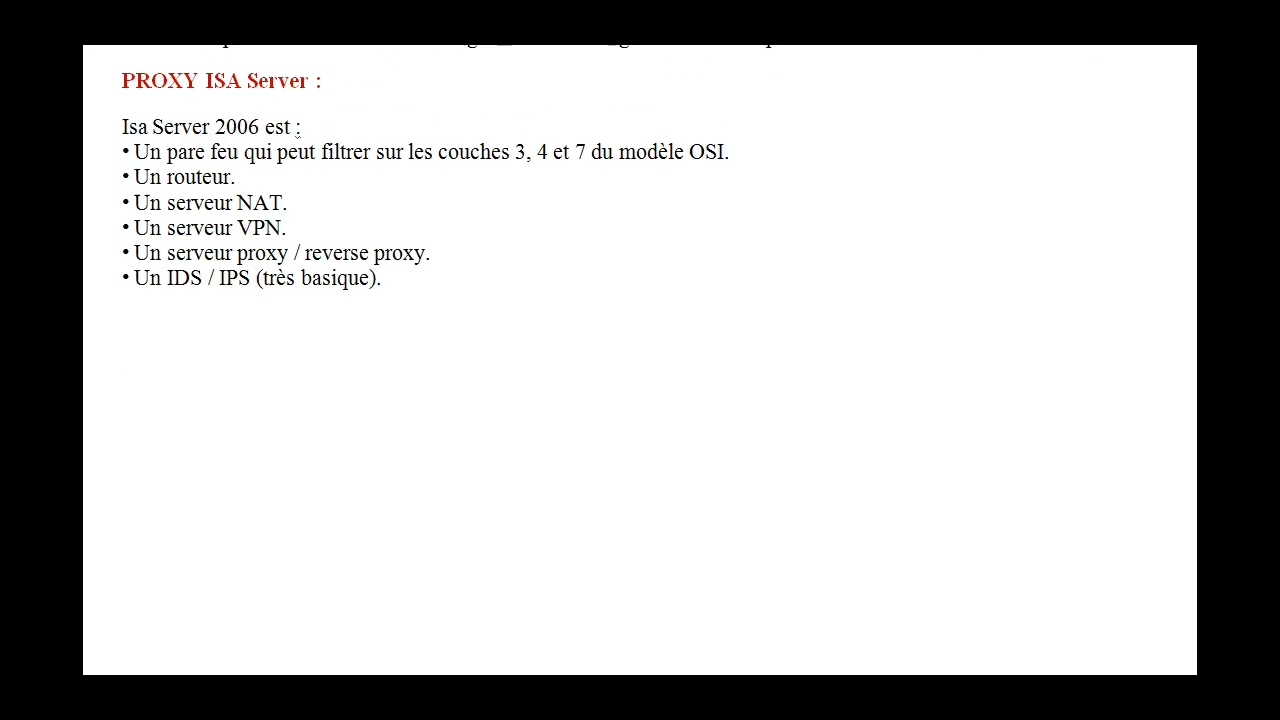 PROXY ISA Server :
Isa Server 2006 est :
• Un pare feu qui peut filtrer sur les couches 3, 4 et 7 du modèle OSI.
• Un routeur.
• Un serveur NAT.
• Un serveur VPN.
• Un serveur proxy / reverse proxy.
• Un IDS / IPS (très basique).